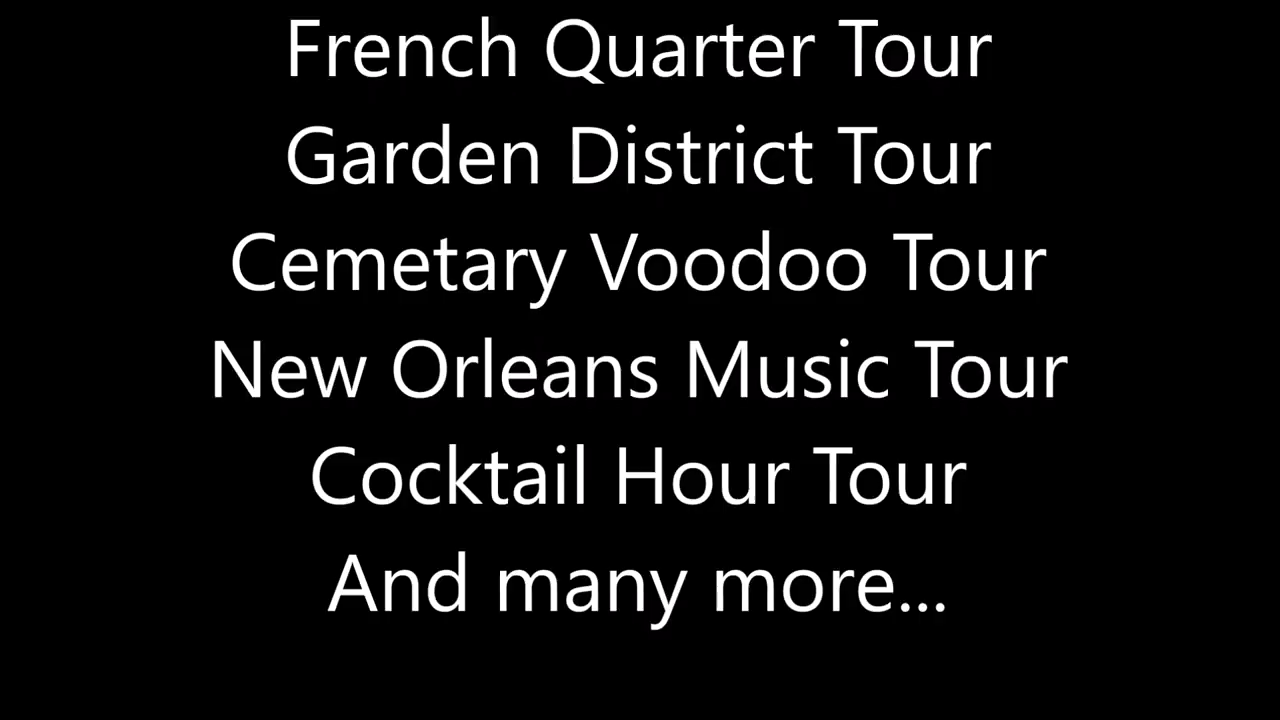 French Quarter Tour
Garden District Tour
Cemetary Voodoo Tour
New Orleans Music Tour
Cocktail Hour Tour
And many more...